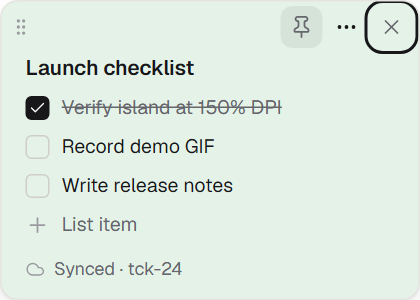 Launch checklist
Verify island at 150% DPI
Record demo GIF
Write release notes
List item
Synced · tck-24